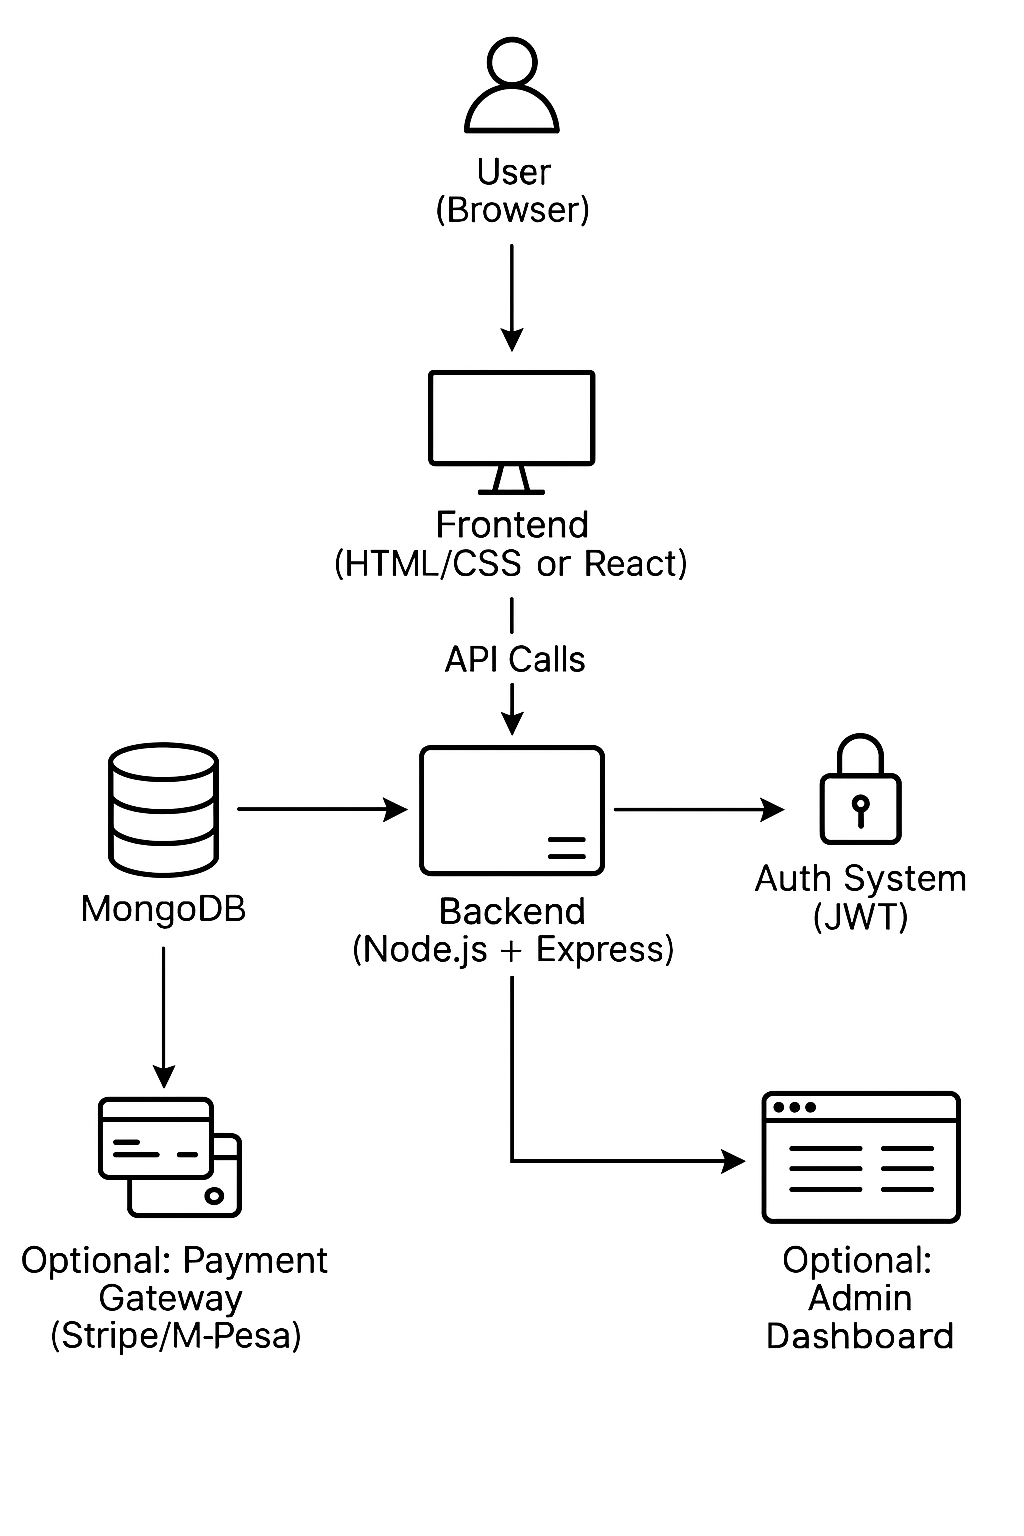 User
(Browser)
Frontend
(HTML/CSS or React)
API Calls
MongoDB
Backend
(Node.js + Express)
Auth System
(JWT)
Optional: Payment
Gateway
(Stripe/M-Pesa)
Optional:
Admin
Dashboard